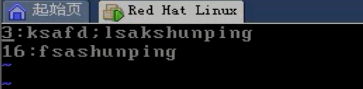 起始页 Red Hat Linux
3:ksafd;lsakshunping
16:fsashunping
~
~